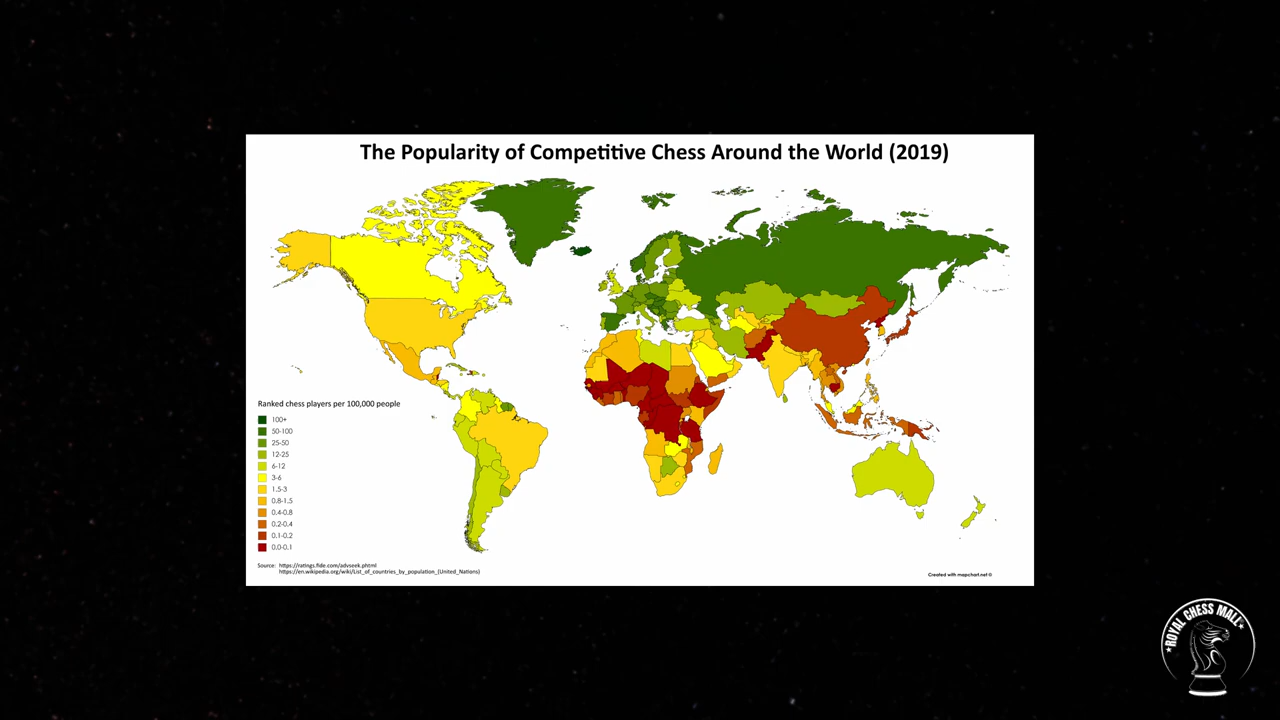 The Popularity of Competitive Chess Around the World (2019)
Ranked chess players per 100,000 people
100+
50-100
25-50
12-25
6-12
3-6
1.5-3
0.8-1.5
0.4-0.8
0.2-0.4
0.1-0.2
0.0-0.1
Source: https://ratings.fide.com/advseek.phtml
https://en.wikipedia.org/wiki/List_of_countries_by_population_(United_Nations)
Created with mapchart.net ©
ROYAL CHESS MALL